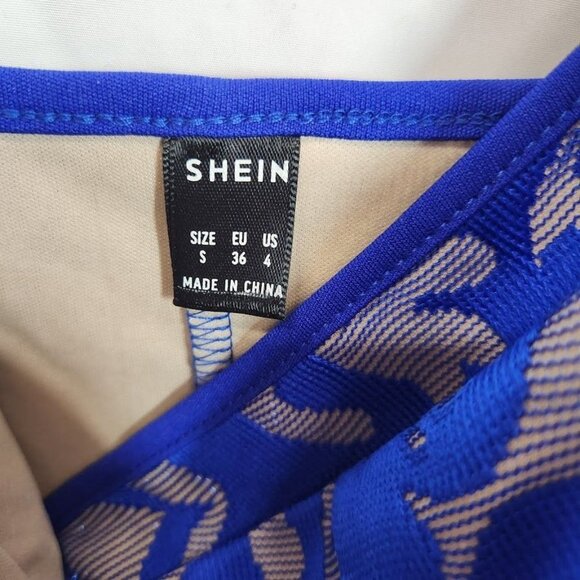 SHEIN
SIZE EU US
S 36 4
MADE IN CHINA